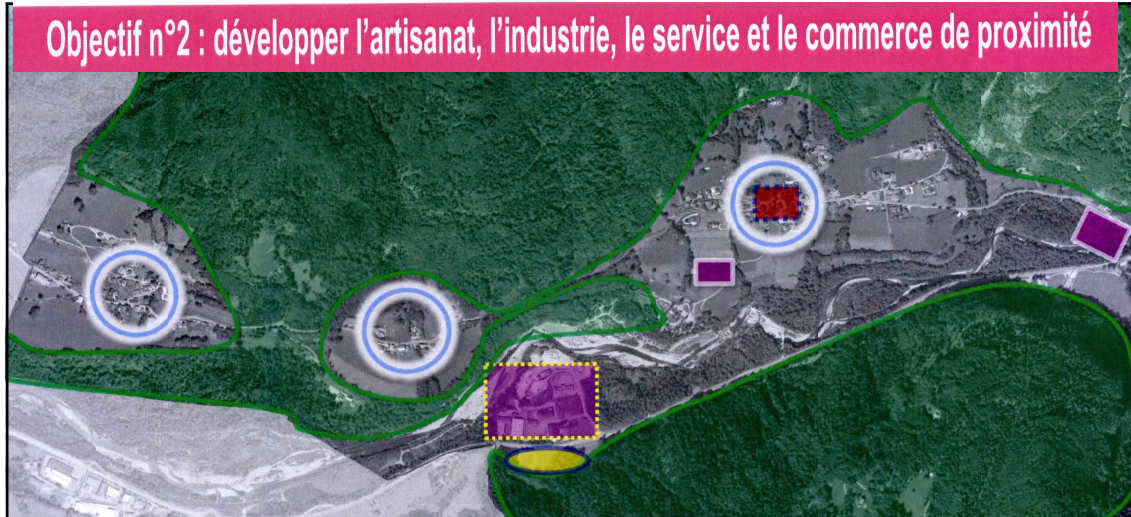 Objectif n°2 : développer l'artisanat, l'industrie, le service et le commerce de proximité